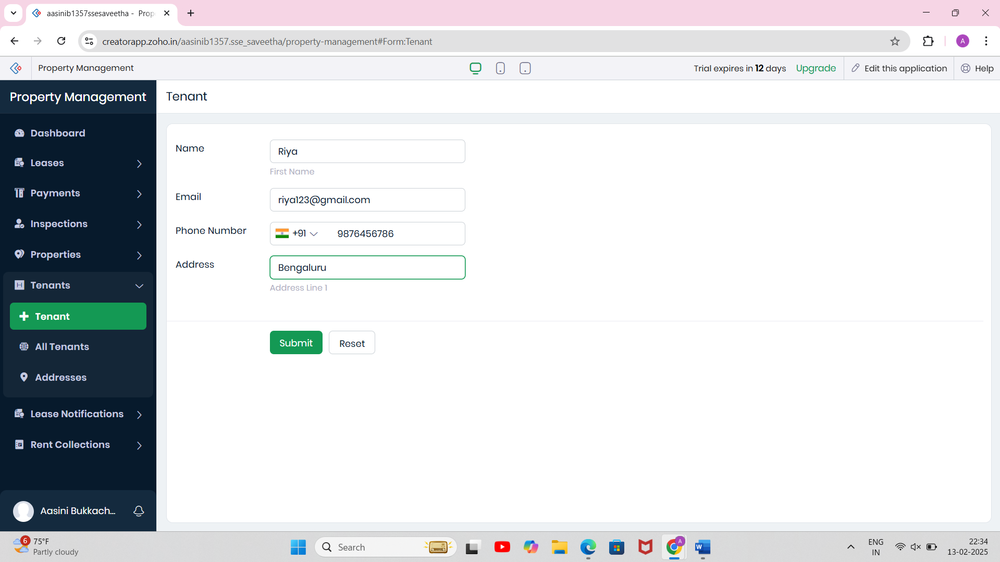 aasinib1357ssesaveetha - Prop
creatorapp.zoho.in/aasinib1357.sse_saveetha/property-management#Form:Tenant
A
Property Management
Trial expires in 12 days
Upgrade
Edit this application
Help
Property Management
Tenant
Dashboard
Leases
Payments
Inspections
Properties
Tenants
Tenant
All Tenants
Addresses
Lease Notifications
Rent Collections
Aasini Bukkach...
Name
Riya
First Name
Email
riya123@gmail.com
Phone Number
+91
9876456786
Address
Bengaluru
Address Line 1
Submit
Reset
6
75°F
Partly cloudy
Search
A
W
ENG
IN
22:34
13-02-2025